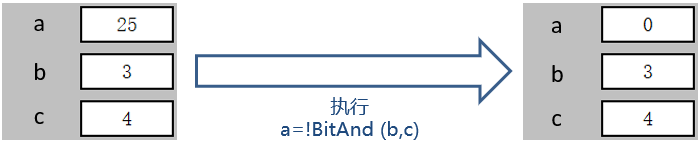 a 25
b 3
c 4
执行
a=!BitAnd (b,c)
a 0
b 3
c 4